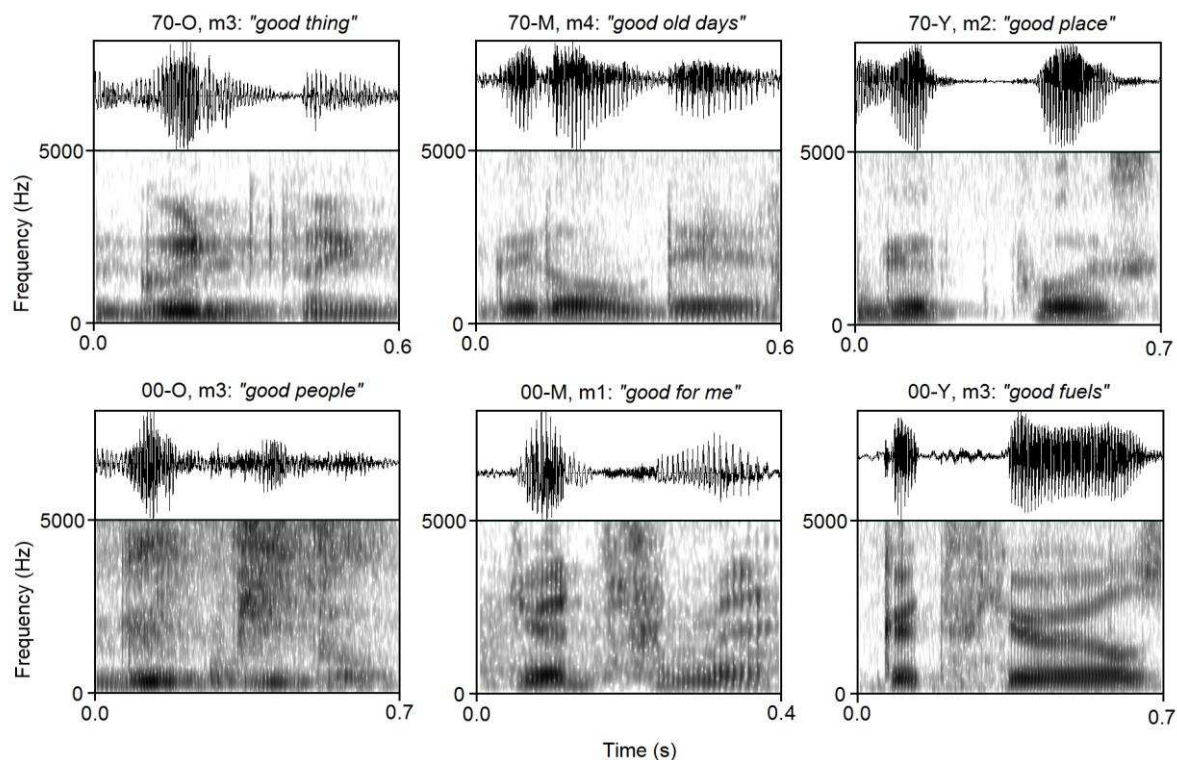 70-O, m3: "good thing"
70-M, m4: "good old days"
70-Y, m2: "good place"
Frequency (Hz)
5000
0
0.0
0.6
5000
0
0.0
0.6
5000
0
0.0
0.7
00-O, m3: "good people"
00-M, m1: "good for me"
00-Y, m3: "good fuels"
Frequency (Hz)
5000
0
0.0
0.7
5000
0
0.0
0.4
5000
0
0.0
0.7
Time (s)